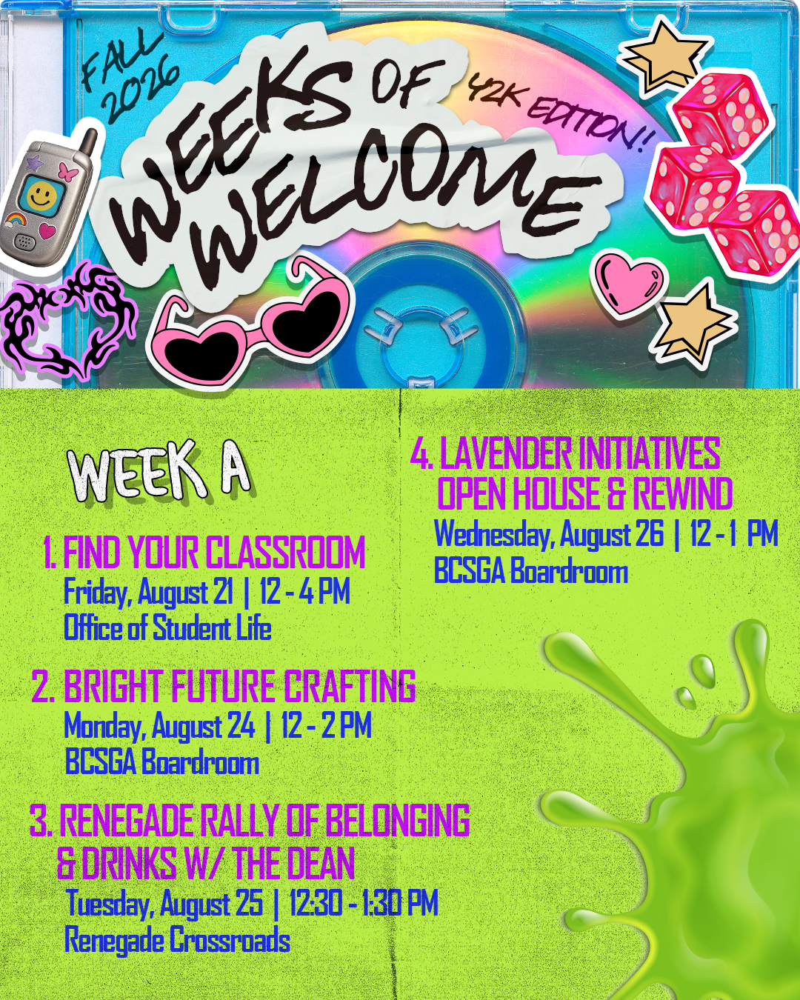 FALL
2026
WEEKS OF
WELCOME
Y2K EDITION!
WEEK A
1. FIND YOUR CLASSROOM
Friday, August 21 | 12 - 4 PM
Office of Student Life
2. BRIGHT FUTURE CRAFTING
Monday, August 24 | 12 - 2 PM
BCSGA Boardroom
3. RENEGADE RALLY OF BELONGING
& DRINKS W/ THE DEAN
Tuesday, August 25 | 12:30 - 1:30 PM
Renegade Crossroads
4. LAVENDER INITIATIVES
OPEN HOUSE & REWIND
Wednesday, August 26 | 12 - 1 PM
BCSGA Boardroom